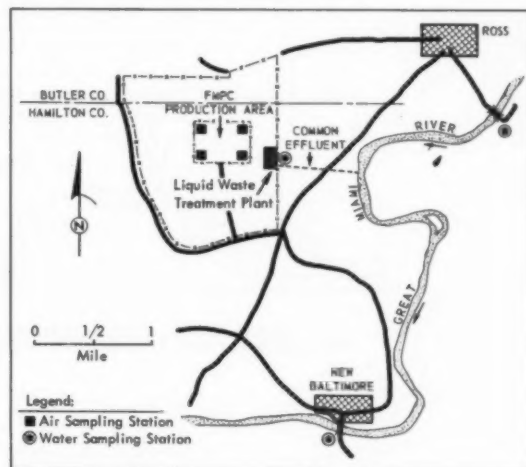 ROSS
BUTLER CO
HAMILTON CO.
FMPC
PRODUCTION AREA
COMMON
EFFLUENT
RIVER
MIAMI
GREAT
Liquid Waste
Treatment Plant
N
0 1/2 1
Mile
NEW
BALTIMORE
Legend:
Air Sampling Station
Water Sampling Station